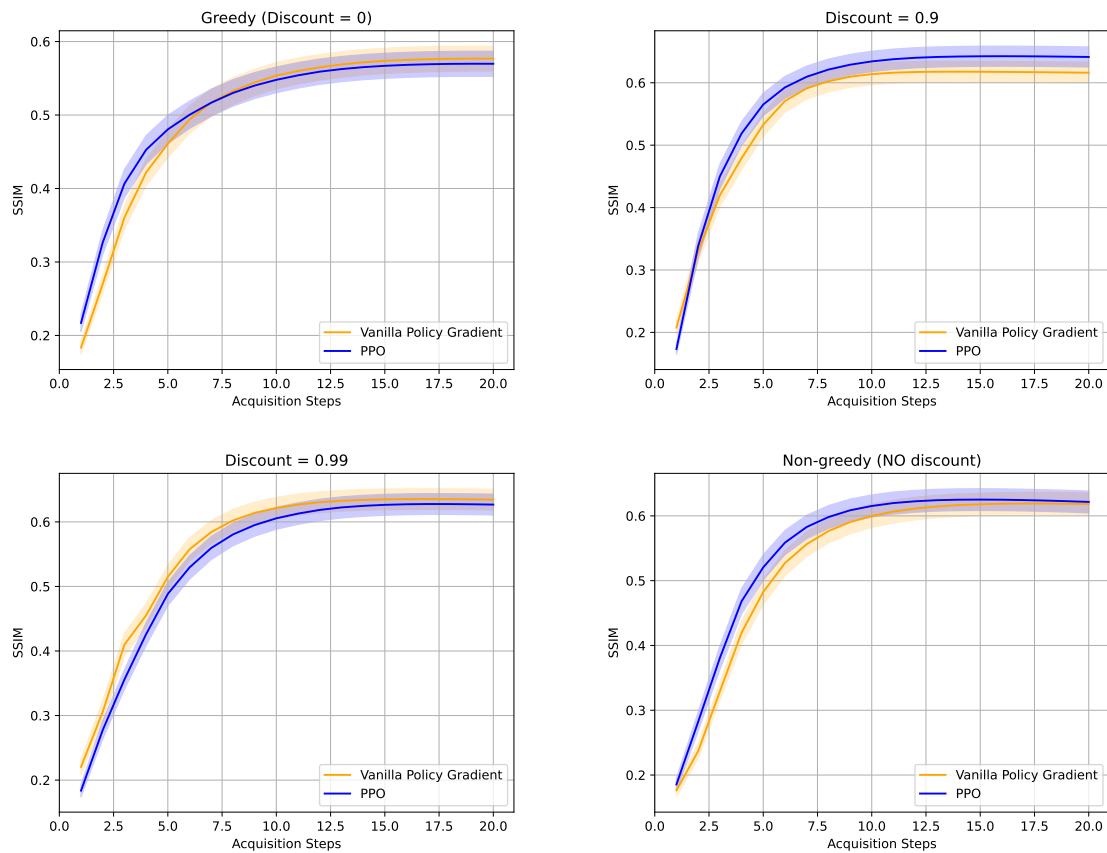 Greedy (Discount = 0)
SSIM
0.6
0.5
0.4
0.3
0.2
0.0 2.5 5.0 7.5 10.0 12.5 15.0 17.5 20.0
Acquisition Steps
Vanilla Policy Gradient
PPO
Discount = 0.9
SSIM
0.6
0.5
0.4
0.3
0.2
0.0 2.5 5.0 7.5 10.0 12.5 15.0 17.5 20.0
Acquisition Steps
Vanilla Policy Gradient
PPO
Discount = 0.99
SSIM
0.6
0.5
0.4
0.3
0.2
0.0 2.5 5.0 7.5 10.0 12.5 15.0 17.5 20.0
Acquisition Steps
Vanilla Policy Gradient
PPO
Non-greedy (NO discount)
SSIM
0.6
0.5
0.4
0.3
0.2
0.0 2.5 5.0 7.5 10.0 12.5 15.0 17.5 20.0
Acquisition Steps
Vanilla Policy Gradient
PPO